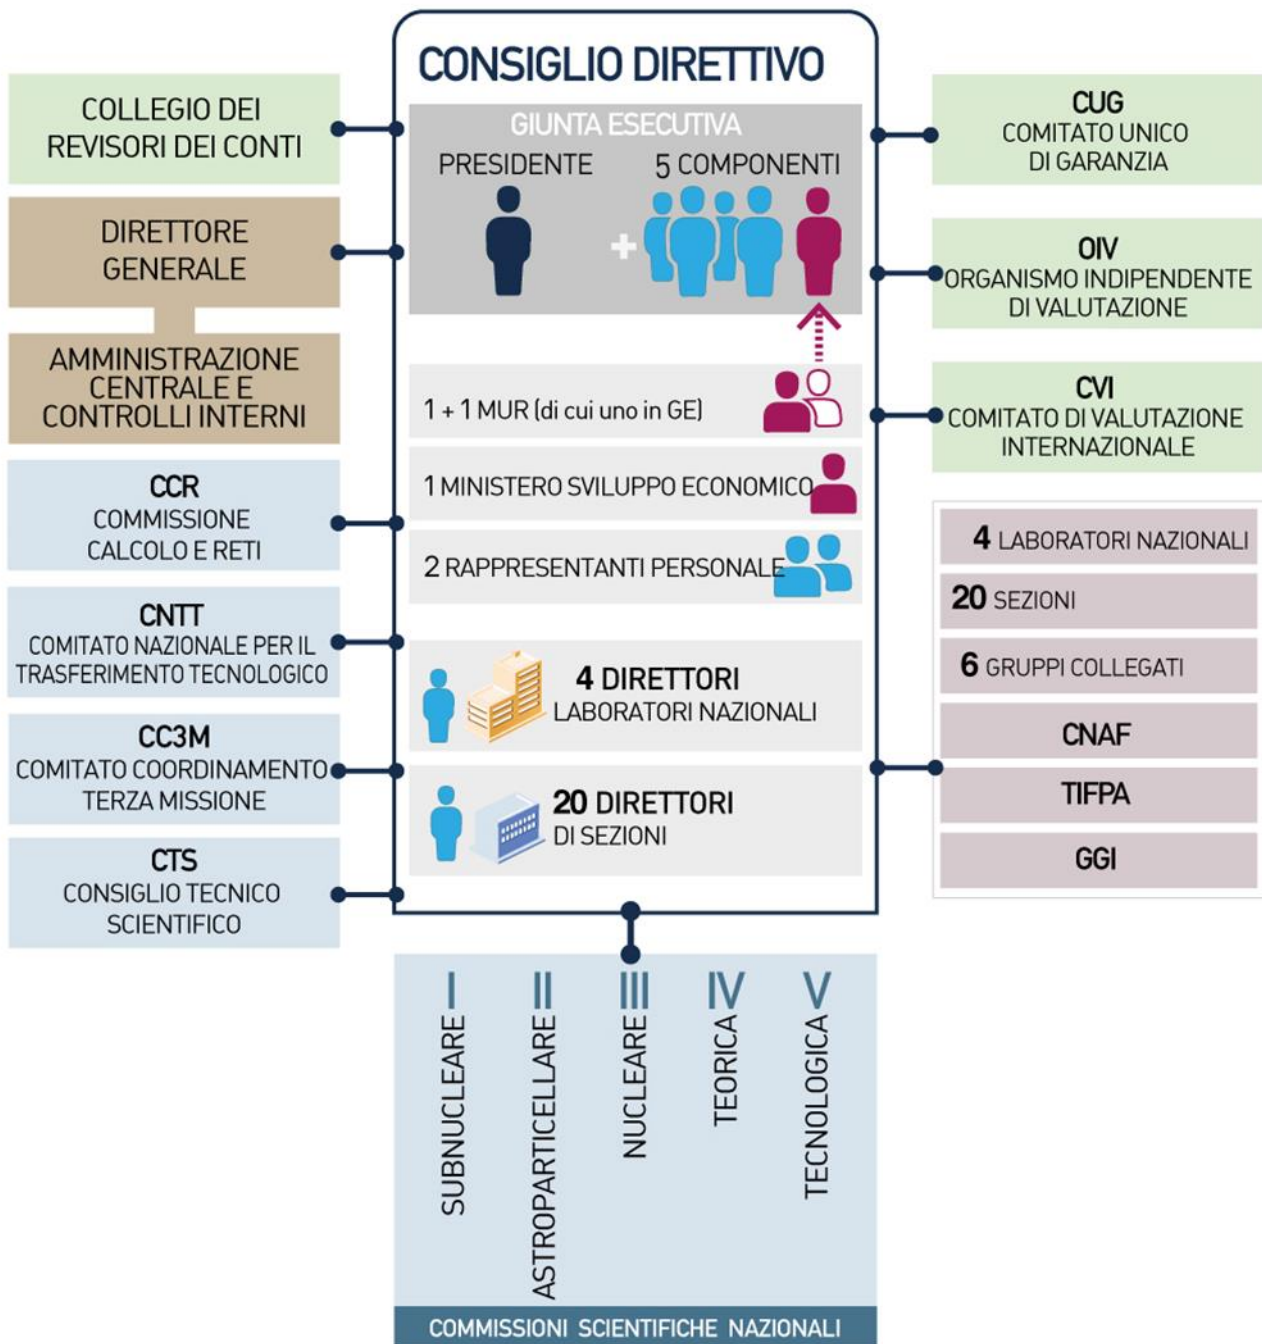 CONSIGLIO DIRETTIVO
GIUNTA ESECUTIVA
PRESIDENTE
5 COMPONENTI
+
1 + 1 MUR (di cui uno in GE)
1 MINISTERO SVILUPPO ECONOMICO
2 RAPPRESENTANTI PERSONALE
4 DIRETTORI
LABORATORI NAZIONALI
20 DIRETTORI
DI SEZIONI
COLLEGIO DEI
REVISORI DEI CONTI
DIRETTORE
GENERALE
AMMINISTRAZIONE
CENTRALE E
CONTROLLI INTERNI
CCR
COMMISSIONE
CALCOLO E RETI
CNTT
COMITATO NAZIONALE PER IL
TRASFERIMENTO TECNOLOGICO
CC3M
COMITATO COORDINAMENTO
TERZA MISSIONE
CTS
CONSIGLIO TECNICO
SCIENTIFICO
CUG
COMITATO UNICO
DI GARANZIA
OIV
ORGANISMO INDIPENDENTE
DI VALUTAZIONE
CVI
COMITATO DI VALUTAZIONE
INTERNAZIONALE
4 LABORATORI NAZIONALI
20 SEZIONI
6 GRUPPI COLLEGATI
CNAF
TIFPA
GGI
I
SUBNUCLEARE
II
ASTROPARTICELLARE
III
NUCLEARE
IV
TEORICA
V
TECNOLOGICA
COMMISSIONI SCIENTIFICHE NAZIONALI